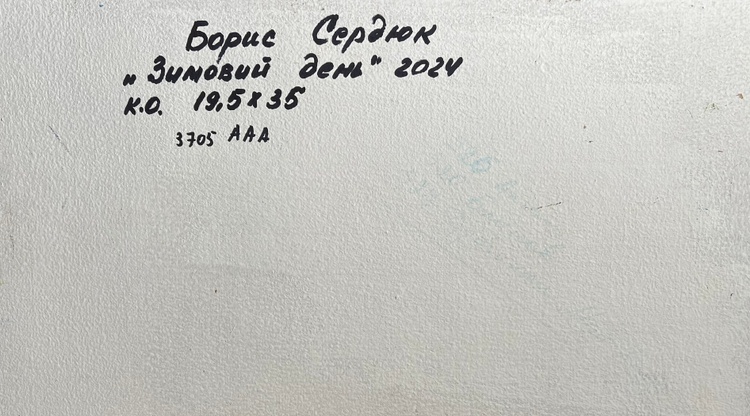 Борис Сердюк
„Зимовий день" 2024
к.о. 19,5 х 35
3705 ААА